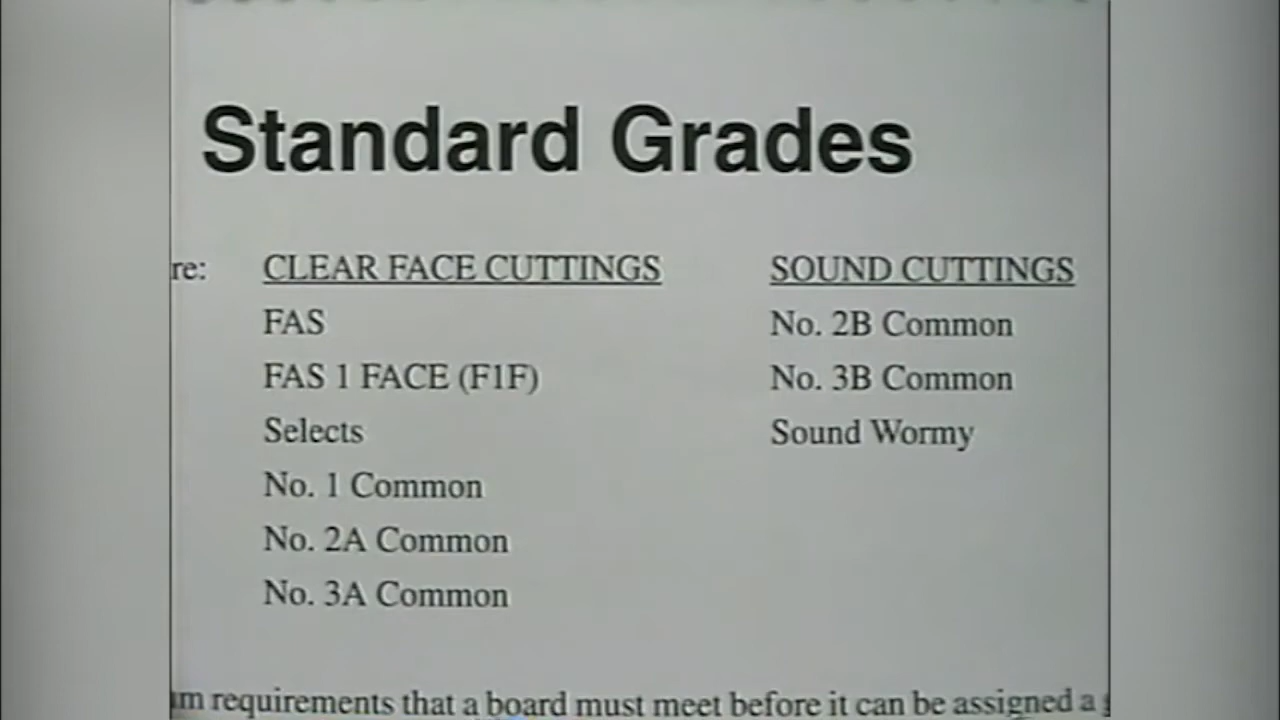 Standard Grades
re: CLEAR FACE CUTTINGS SOUND CUTTINGS
FAS No. 2B Common
FAS 1 FACE (F1F) No. 3B Common
Selects Sound Wormy
No. 1 Common
No. 2A Common
No. 3A Common
um requirements that a board must meet before it can be assigned a